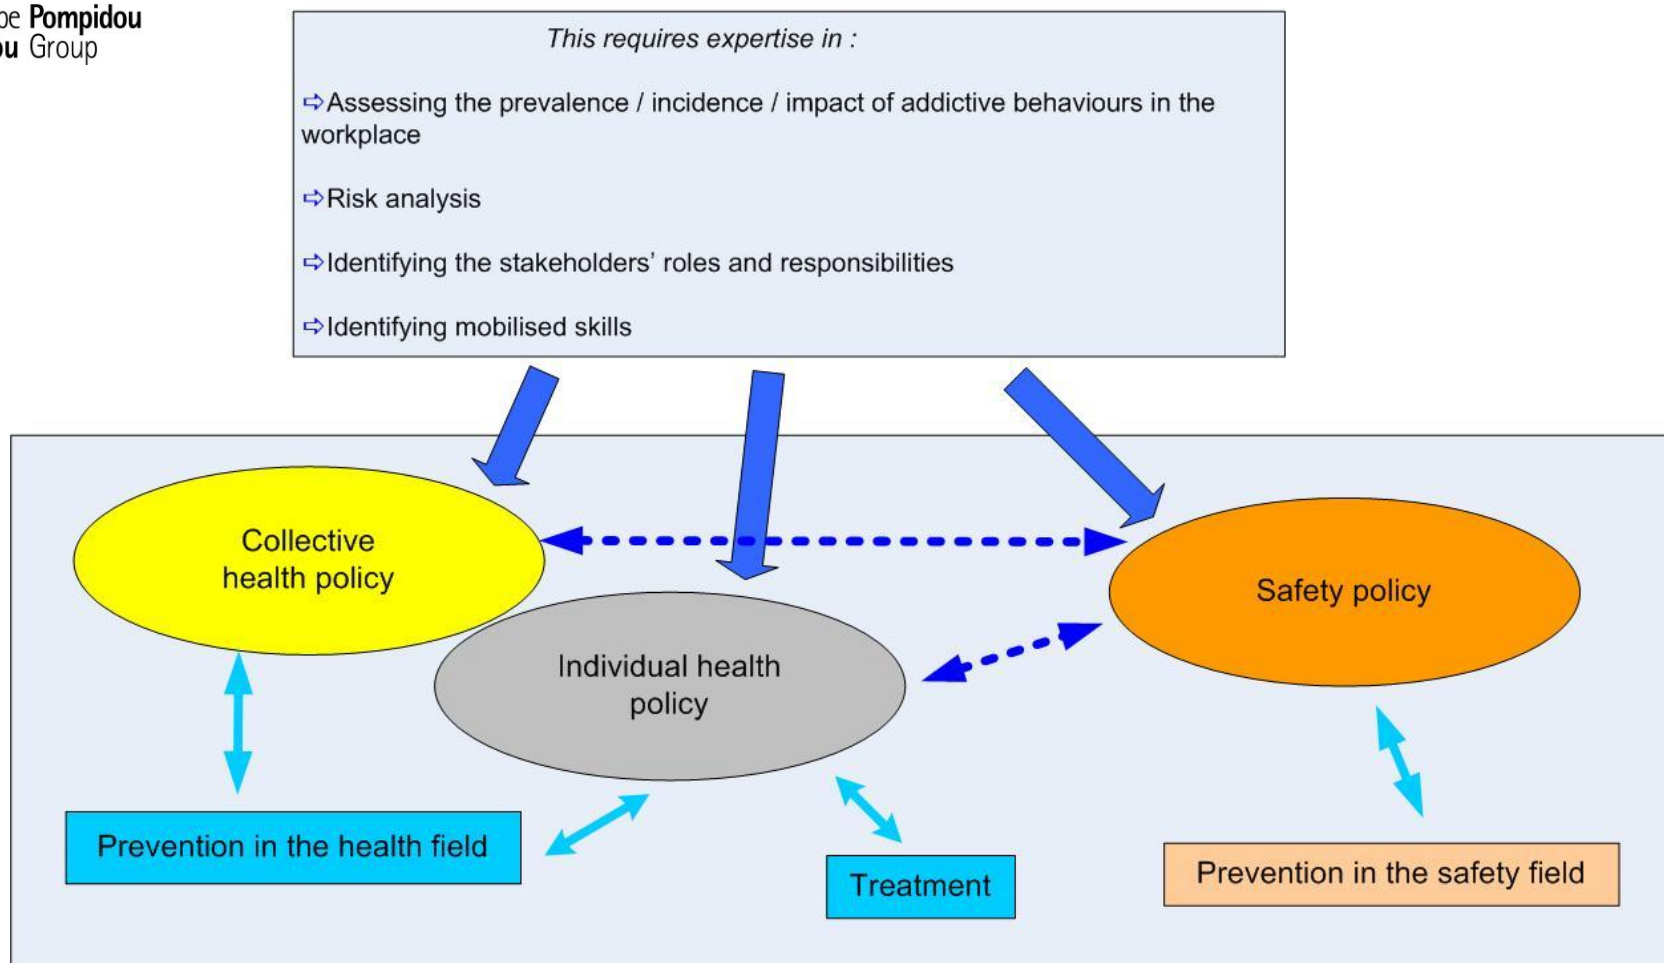 Pompidou
Group
This requires expertise in :
⇨Assessing the prevalence / incidence / impact of addictive behaviours in the
workplace
⇨Risk analysis
⇨Identifying the stakeholders’ roles and responsibilities
⇨Identifying mobilised skills
Collective
health policy
Safety policy
Individual health
policy
Prevention in the health field
Treatment
Prevention in the safety field